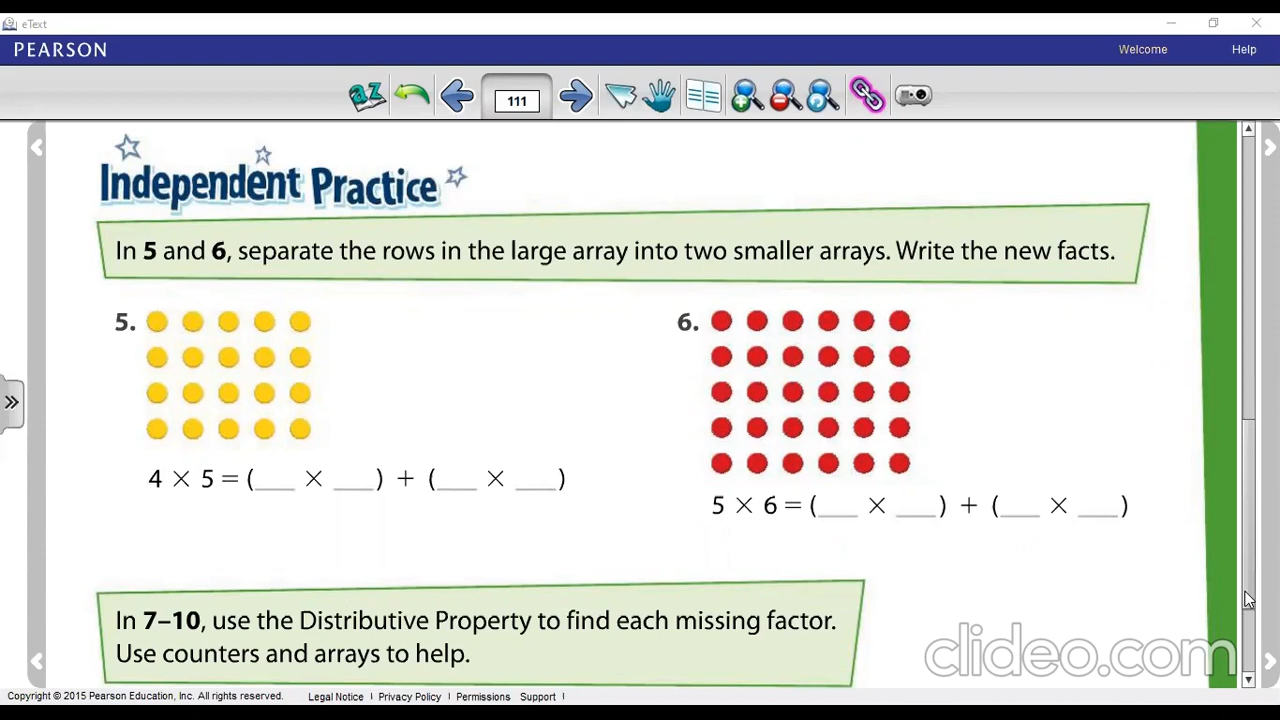 eText
PEARSON
Welcome
Help
az
111
Independent Practice
In 5 and 6, separate the rows in the large array into two smaller arrays. Write the new facts.
5.
6.
4 × 5 = (___ × ___) + (___ × ___)
5 × 6 = (___ × ___) + (___ × ___)
In 7–10, use the Distributive Property to find each missing factor.
Use counters and arrays to help.
clideo.com
Copyright © 2015 Pearson Education, Inc. All rights reserved. Legal Notice | Privacy Policy | Permissions Support |